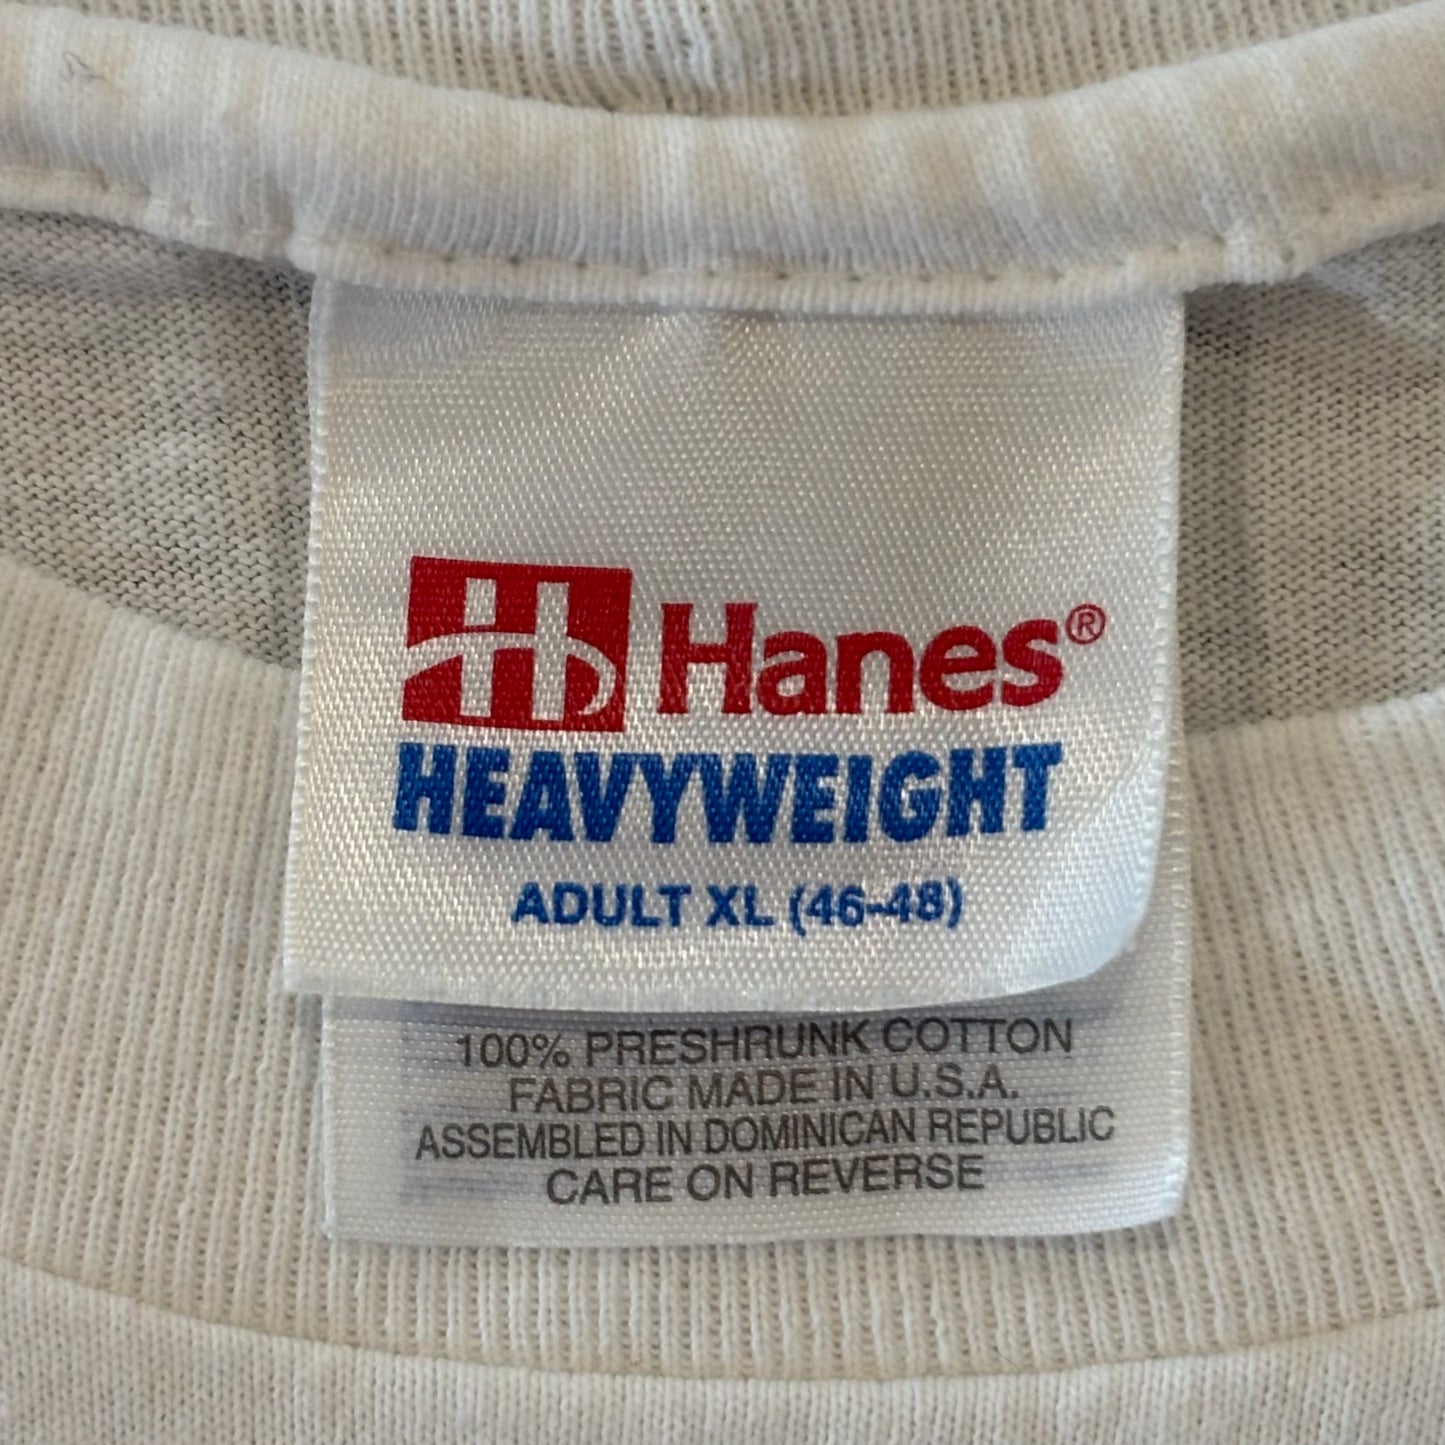 H Hanes®
HEAVYWEIGHT
ADULT XL (46-48)
100% PRESHRUNK COTTON
FABRIC MADE IN U.S.A.
ASSEMBLED IN DOMINICAN REPUBLIC
CARE ON REVERSE